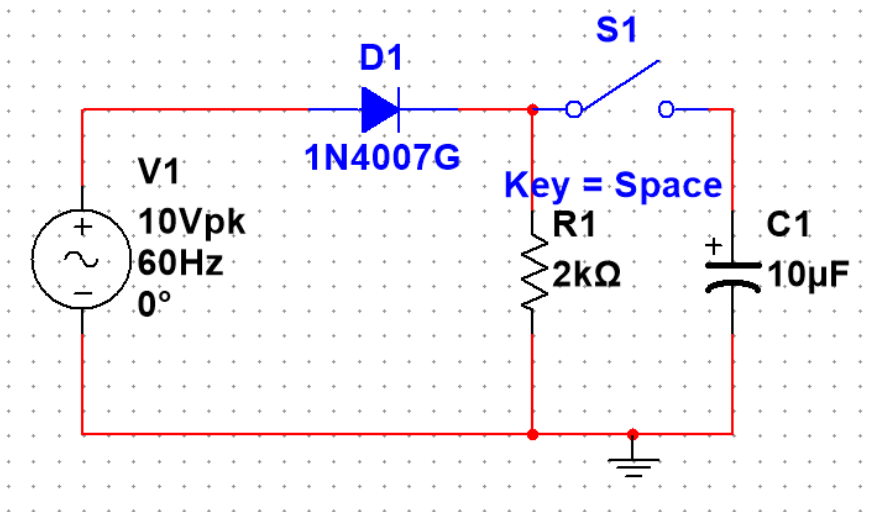 S1
D1
1N4007G
Key = Space
V1
10Vpk
60Hz
0°
R1
2kΩ
C1
10µF